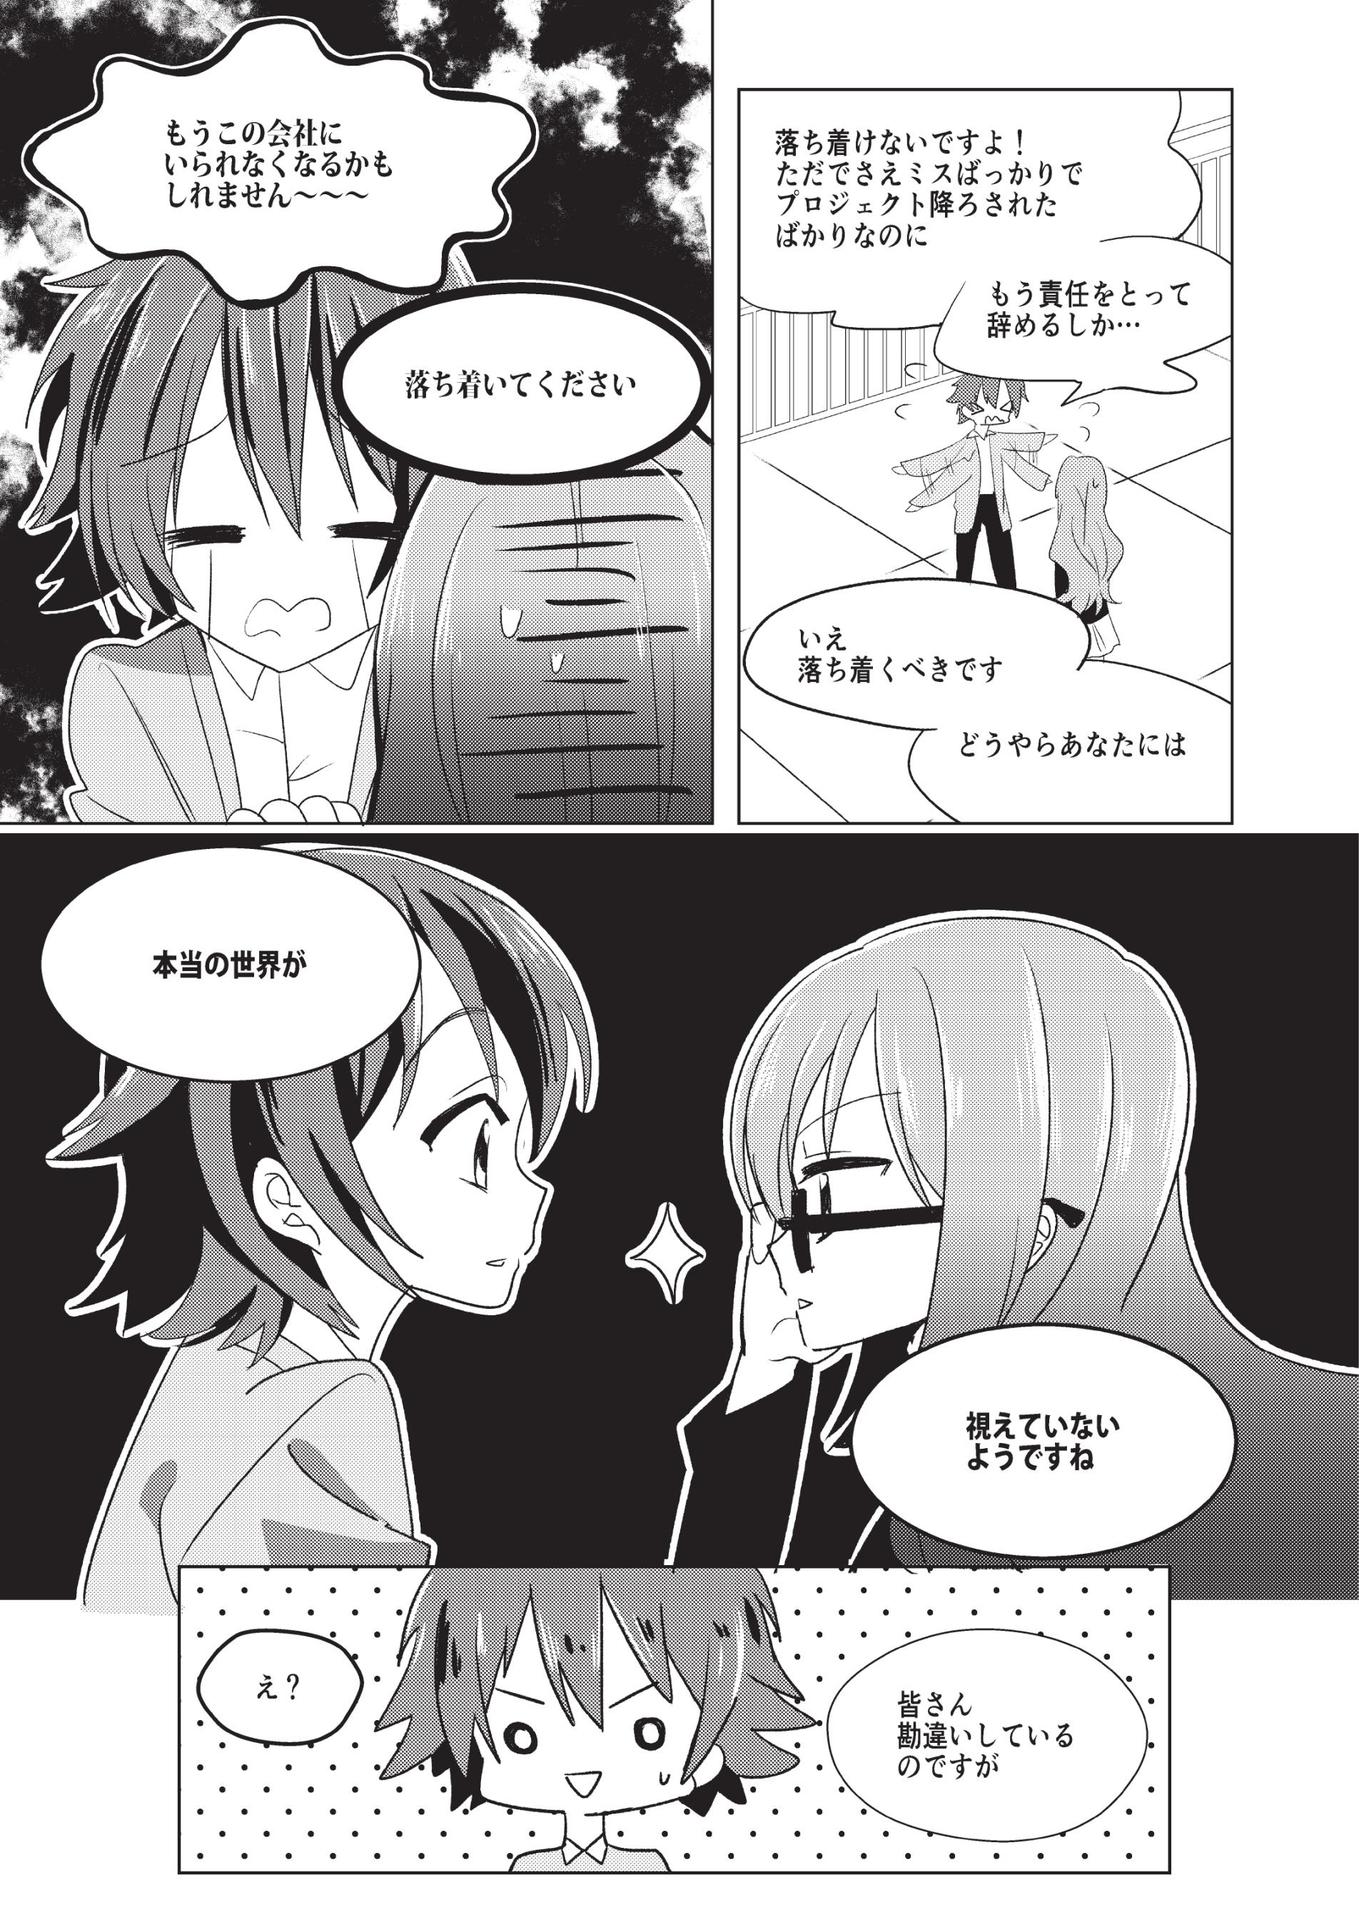 もうこの会社に
いられなくなるかも
しれません～～～
落ち着いてください
落ち着けないですよ！
ただでさえミスばっかりで
プロジェクト降ろされた
ばかりなのに
もう責任をとって
辞めるしか…
いえ
落ち着くべきです
どうやらあなたには
本当の世界が
視えていない
ようですね
え？
皆さん
勘違いしている
のですが